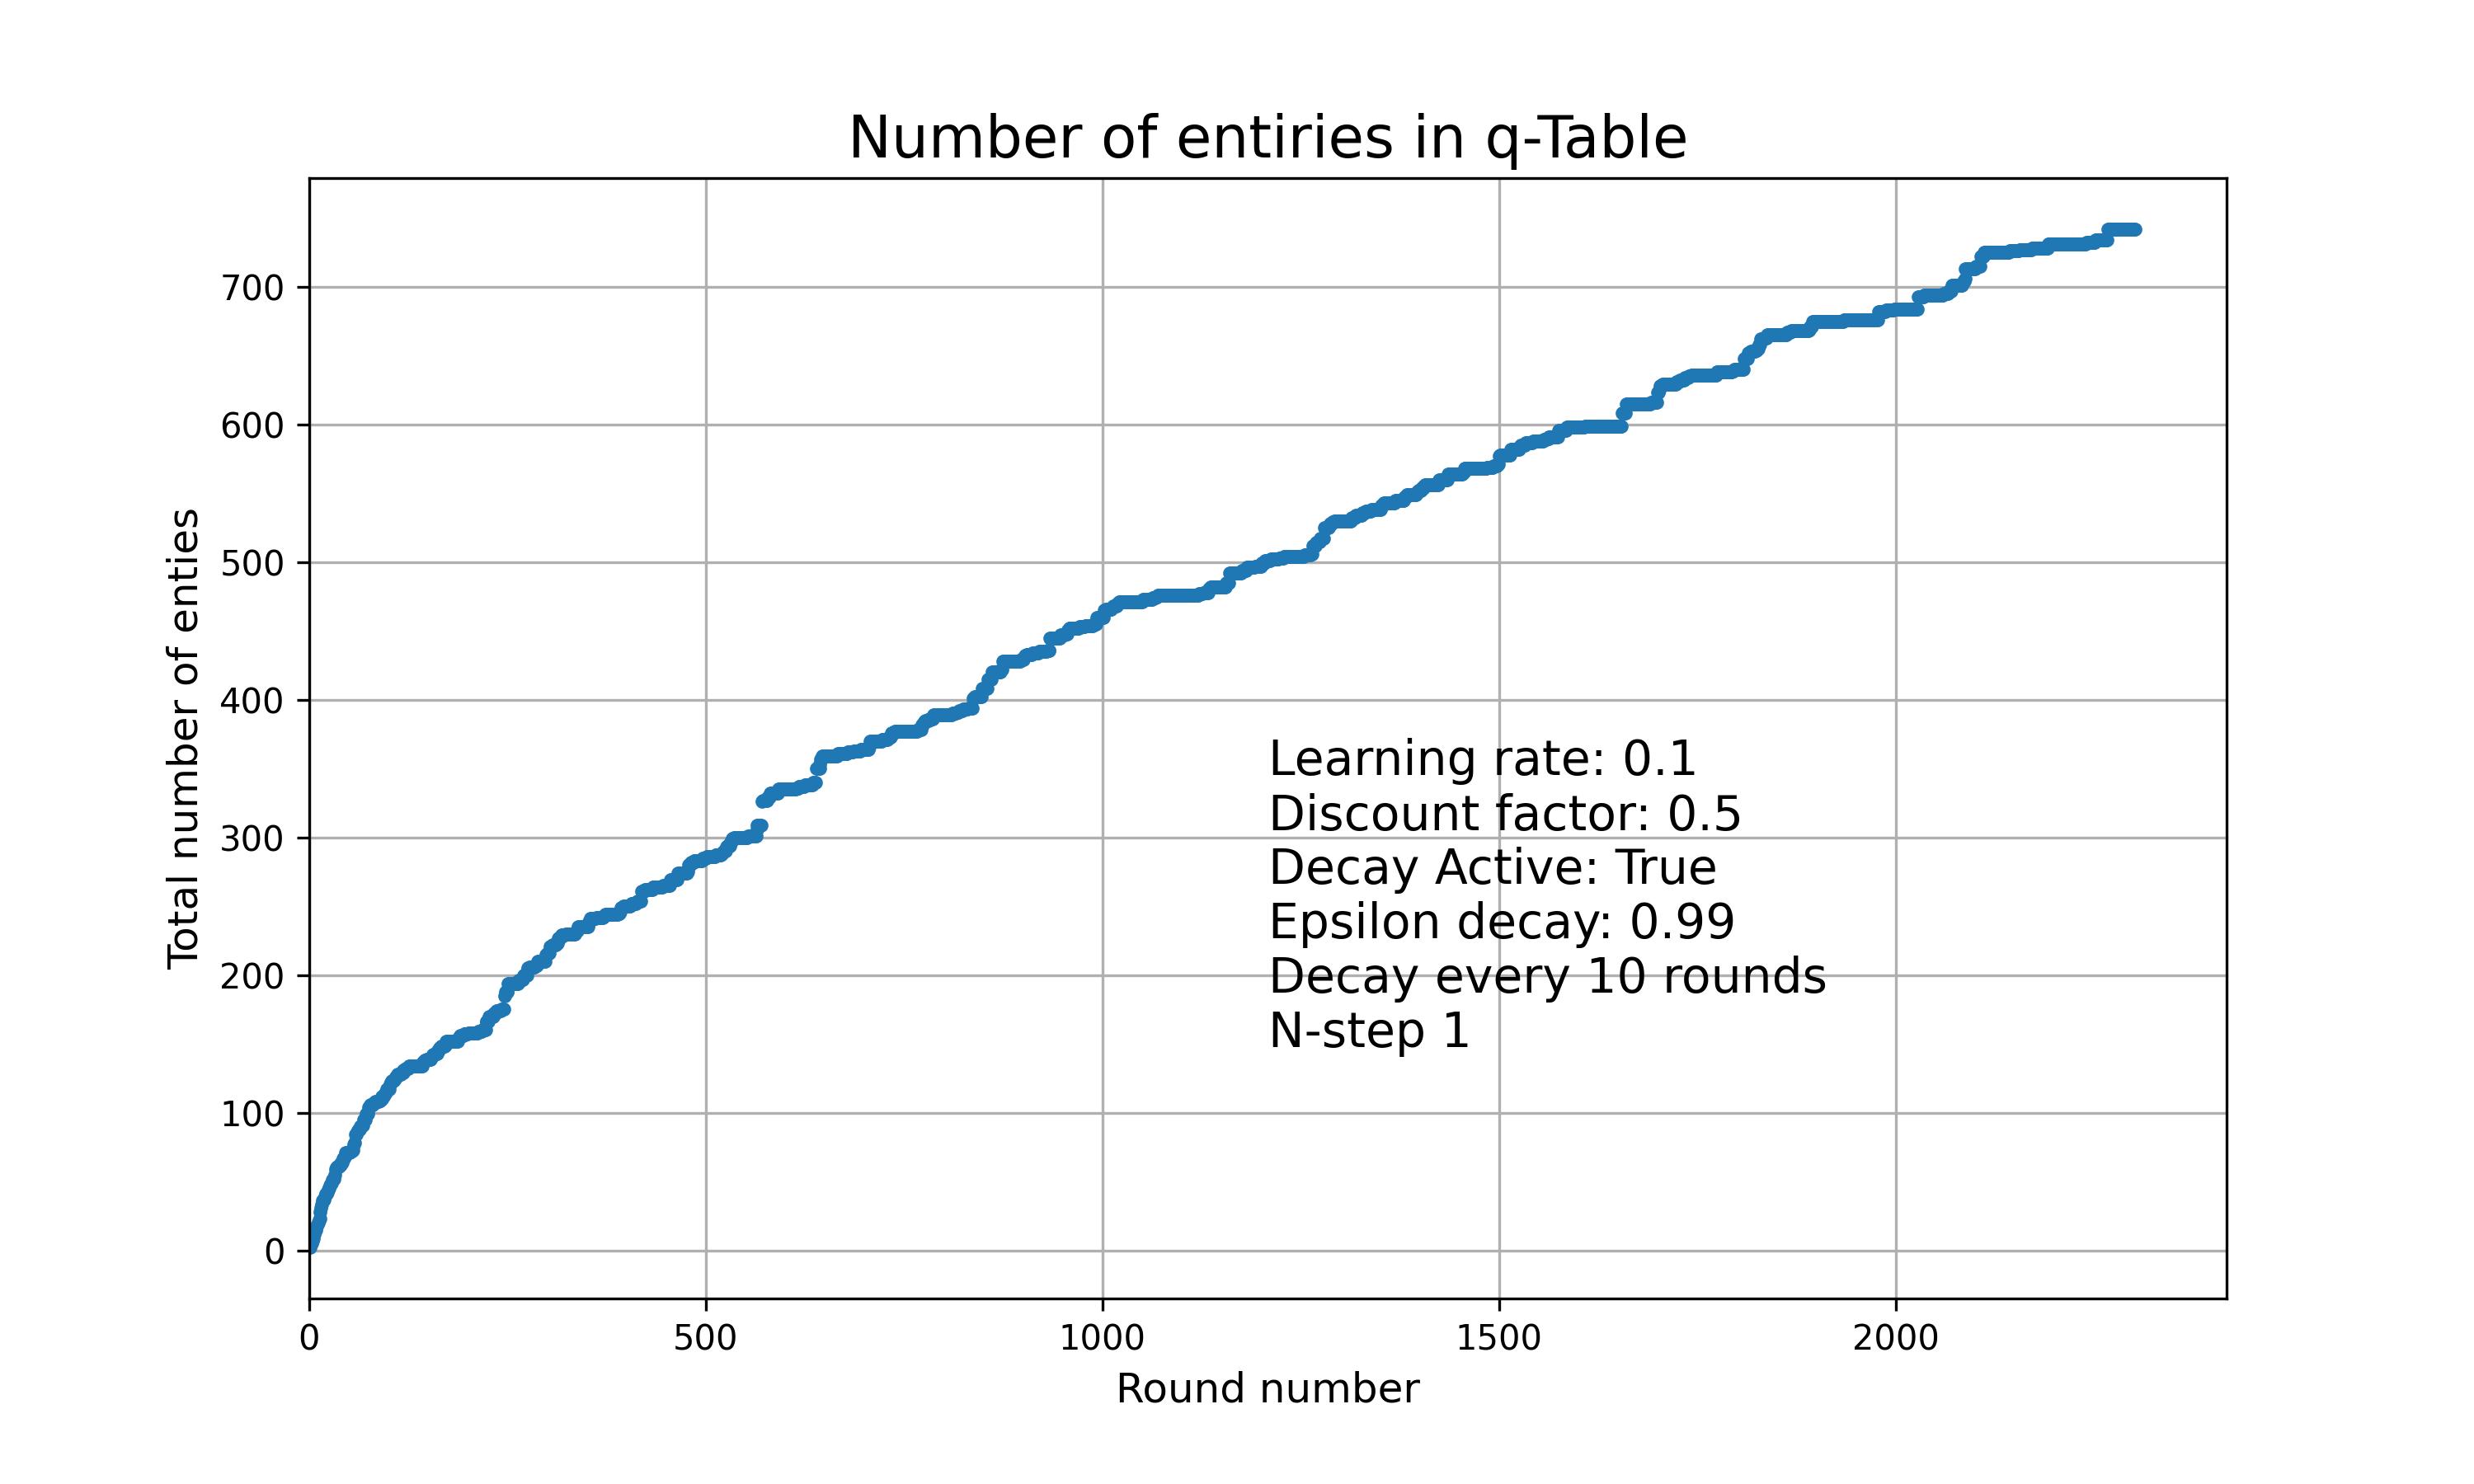 Number of entiries in q-Table
Total number of enties
700
600
500
400
300
200
100
0
Learning rate: 0.1
Discount factor: 0.5
Decay Active: True
Epsilon decay: 0.99
Decay every 10 rounds
N-step 1
0 500 1000 1500 2000
Round number